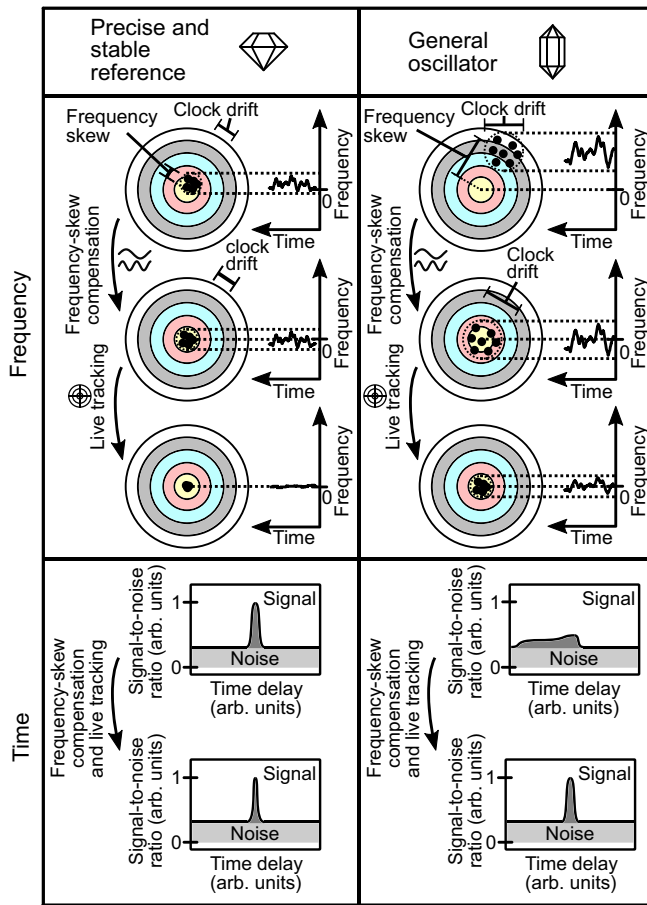 Precise and
stable
reference
General
oscillator
Frequency
Frequency
skew
Clock drift
Frequency
0
Time
Frequency-skew
compensation
clock
drift
Frequency
0
Time
Live tracking
Frequency
0
Time
Frequency
skew
Clock drift
Frequency
0
Time
Frequency-skew
compensation
Clock
drift
Frequency
0
Time
Live tracking
Frequency
0
Time
Time
Frequency-skew
compensation
and live tracking
Signal-to-noise
ratio (arb. units)
1
0
Signal
Noise
Time delay
(arb. units)
Signal-to-noise
ratio (arb. units)
1
0
Signal
Noise
Time delay
(arb. units)
Frequency-skew
compensation
and live tracking
Signal-to-noise
ratio (arb. units)
1
0
Signal
Noise
Time delay
(arb. units)
Signal-to-noise
ratio (arb. units)
1
0
Signal
Noise
Time delay
(arb. units)